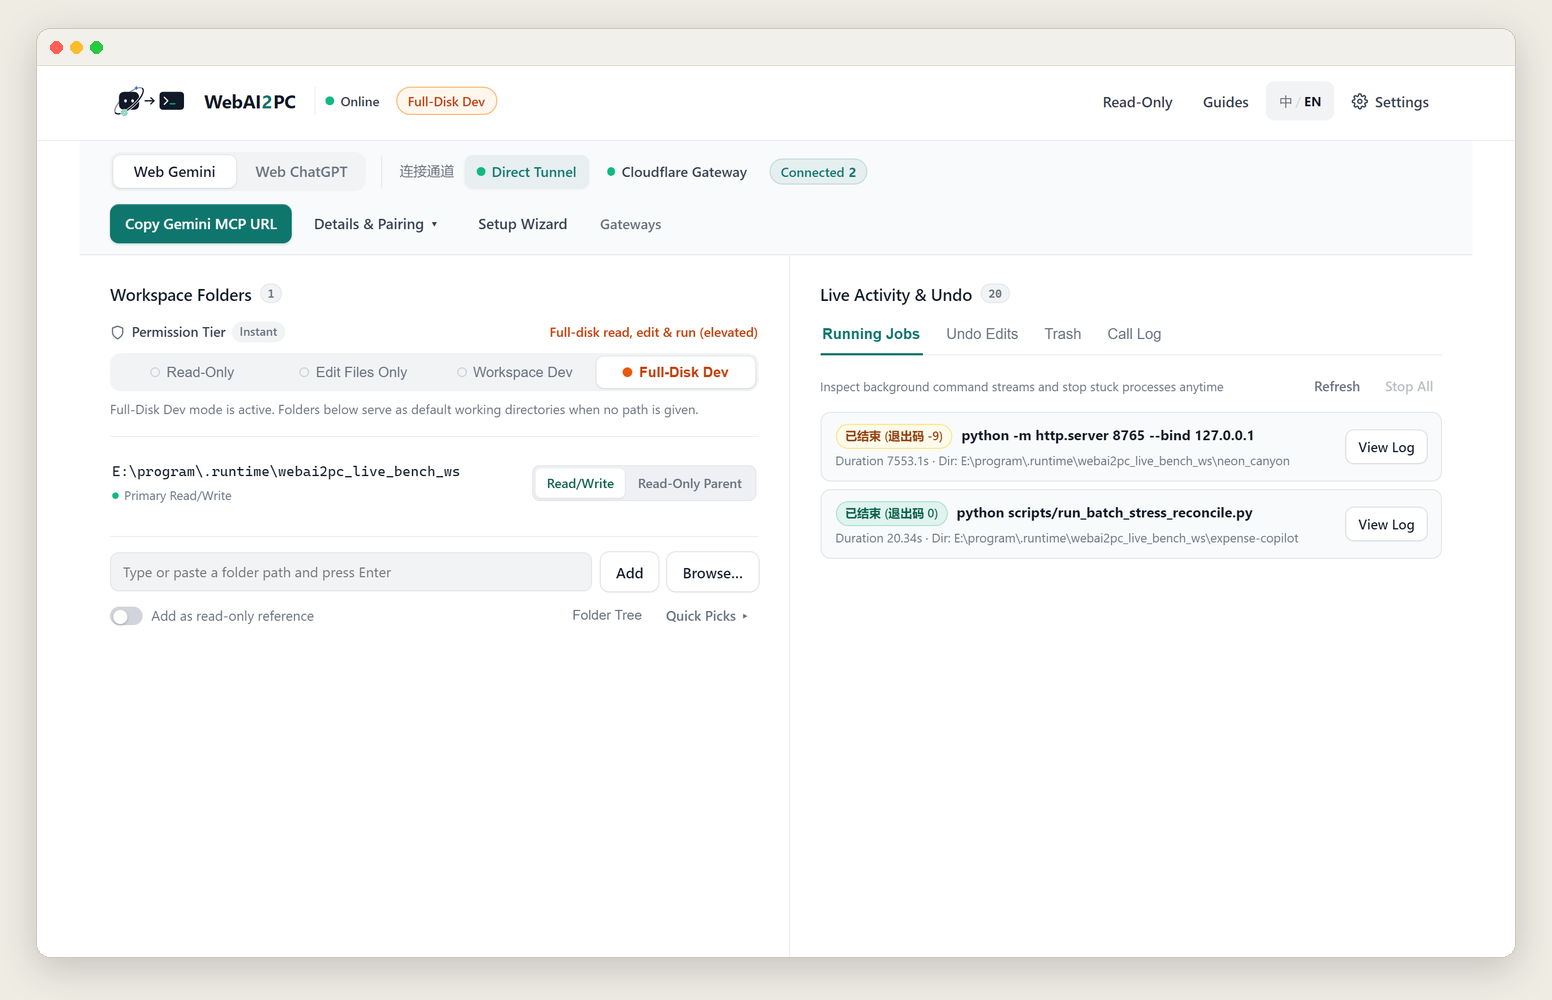 WebAI2PC
Online
Full-Disk Dev
Read-Only
Guides
中 / EN
Settings
Web Gemini
Web ChatGPT
连接通道
Direct Tunnel
Cloudflare Gateway
Connected 2
Copy Gemini MCP URL
Details & Pairing ▾
Setup Wizard
Gateways
Workspace Folders 1
Permission Tier Instant
Full-disk read, edit & run (elevated)
Read-Only
Edit Files Only
Workspace Dev
Full-Disk Dev
Full-Disk Dev mode is active. Folders below serve as default working directories when no path is given.
E:\program\.runtime\webai2pc_live_bench_ws
Primary Read/Write
Read/Write
Read-Only Parent
Type or paste a folder path and press Enter
Add
Browse...
Add as read-only reference
Folder Tree
Quick Picks ▸
Live Activity & Undo 20
Running Jobs
Undo Edits
Trash
Call Log
Inspect background command streams and stop stuck processes anytime
Refresh
Stop All
已结束 (退出码 -9) python -m http.server 8765 --bind 127.0.0.1
Duration 7553.1s · Dir: E:\program\.runtime\webai2pc_live_bench_ws\neon_canyon
View Log
已结束 (退出码 0) python scripts/run_batch_stress_reconcile.py
Duration 20.34s · Dir: E:\program\.runtime\webai2pc_live_bench_ws\expense-copilot
View Log